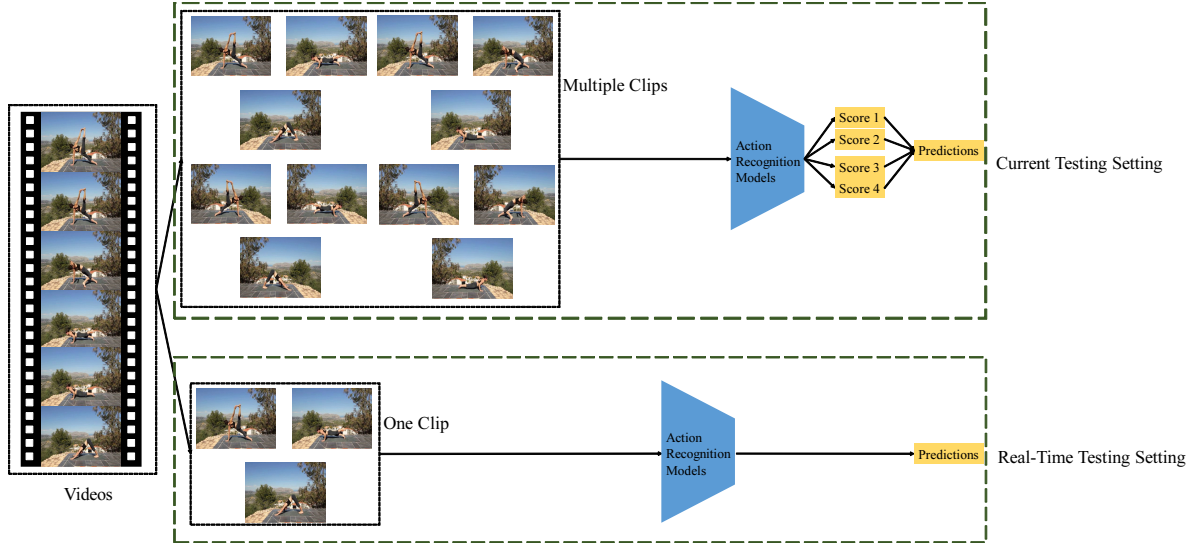 Multiple Clips
Action
Recognition
Models
Score 1
Score 2
Score 3
Score 4
Predictions
Current Testing Setting
Videos
One Clip
Action
Recognition
Models
Predictions
Real-Time Testing Setting